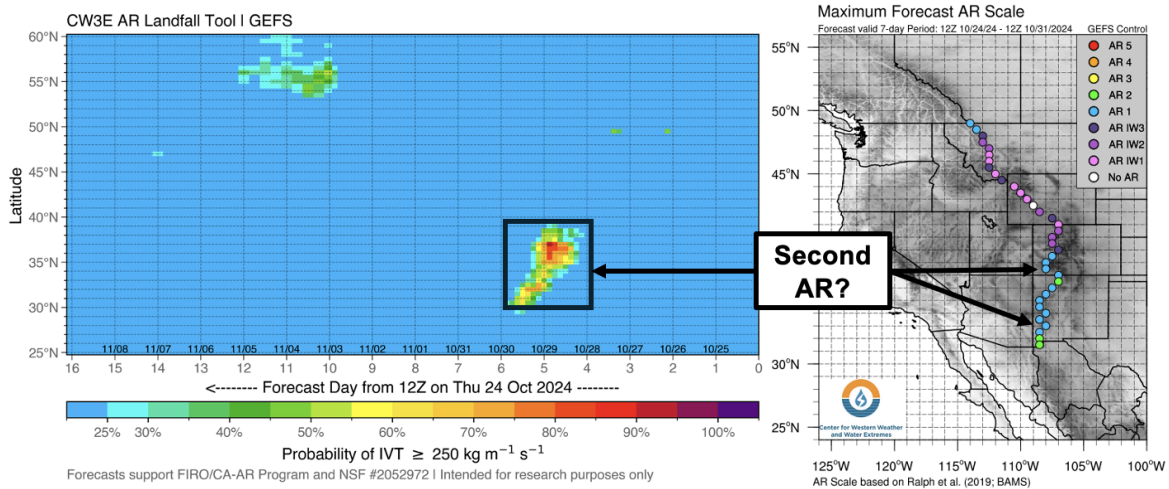 CW3E AR Landfall Tool | GEFS
60°N
55°N
50°N
45°N
40°N
35°N
30°N
25°N
Latitude
11/08 11/07 11/06 11/05 11/04 11/03 11/02 11/01 10/31 10/30 10/29 10/28 10/27 10/26 10/25
16 15 14 13 12 11 10 9 8 7 6 5 4 3 2 1 0
<------- Forecast Day from 12Z on Thu 24 Oct 2024 -------
25% 30% 40% 50% 60% 70% 80% 90% 100%
Probability of IVT ≥ 250 kg m⁻¹ s⁻¹
Forecasts support FIRO/CA-AR Program and NSF #2052972 | Intended for research purposes only
Second
AR?
Maximum Forecast AR Scale
Forecast valid 7-day Period: 12Z 10/24/24 - 12Z 10/31/2024 GEFS Control
AR 5
AR 4
AR 3
AR 2
AR 1
AR IW3
AR IW2
AR IW1
No AR
55°N
50°N
45°N
40°N
35°N
30°N
25°N
Center for Western Weather
and Water Extremes
125°W 120°W 115°W 110°W 105°W 100°W
AR Scale based on Ralph et al. (2019; BAMS)